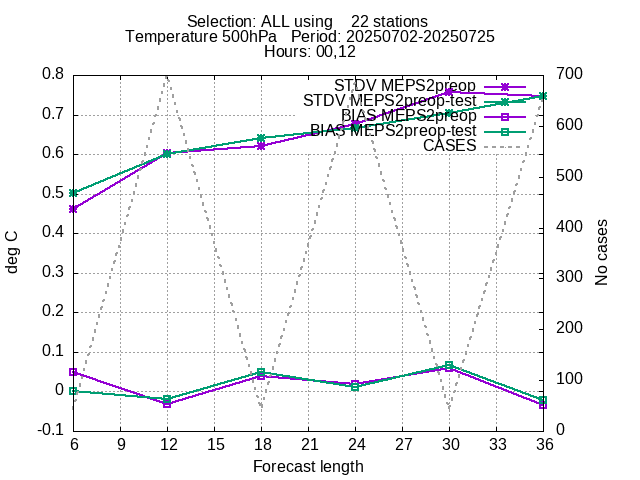 Selection: ALL using    22 stations
Temperature 500hPa   Period: 20250702-20250725
Hours: 00,12
0.8
0.7
0.6
0.5
0.4
0.3
0.2
0.1
0
-0.1
deg C
700
600
500
400
300
200
100
0
No cases
STDV MEPS2preop
STDV MEPS2preop-test
BIAS MEPS2preop
BIAS MEPS2preop-test
CASES
6 9 12 15 18 21 24 27 30 33 36
Forecast length